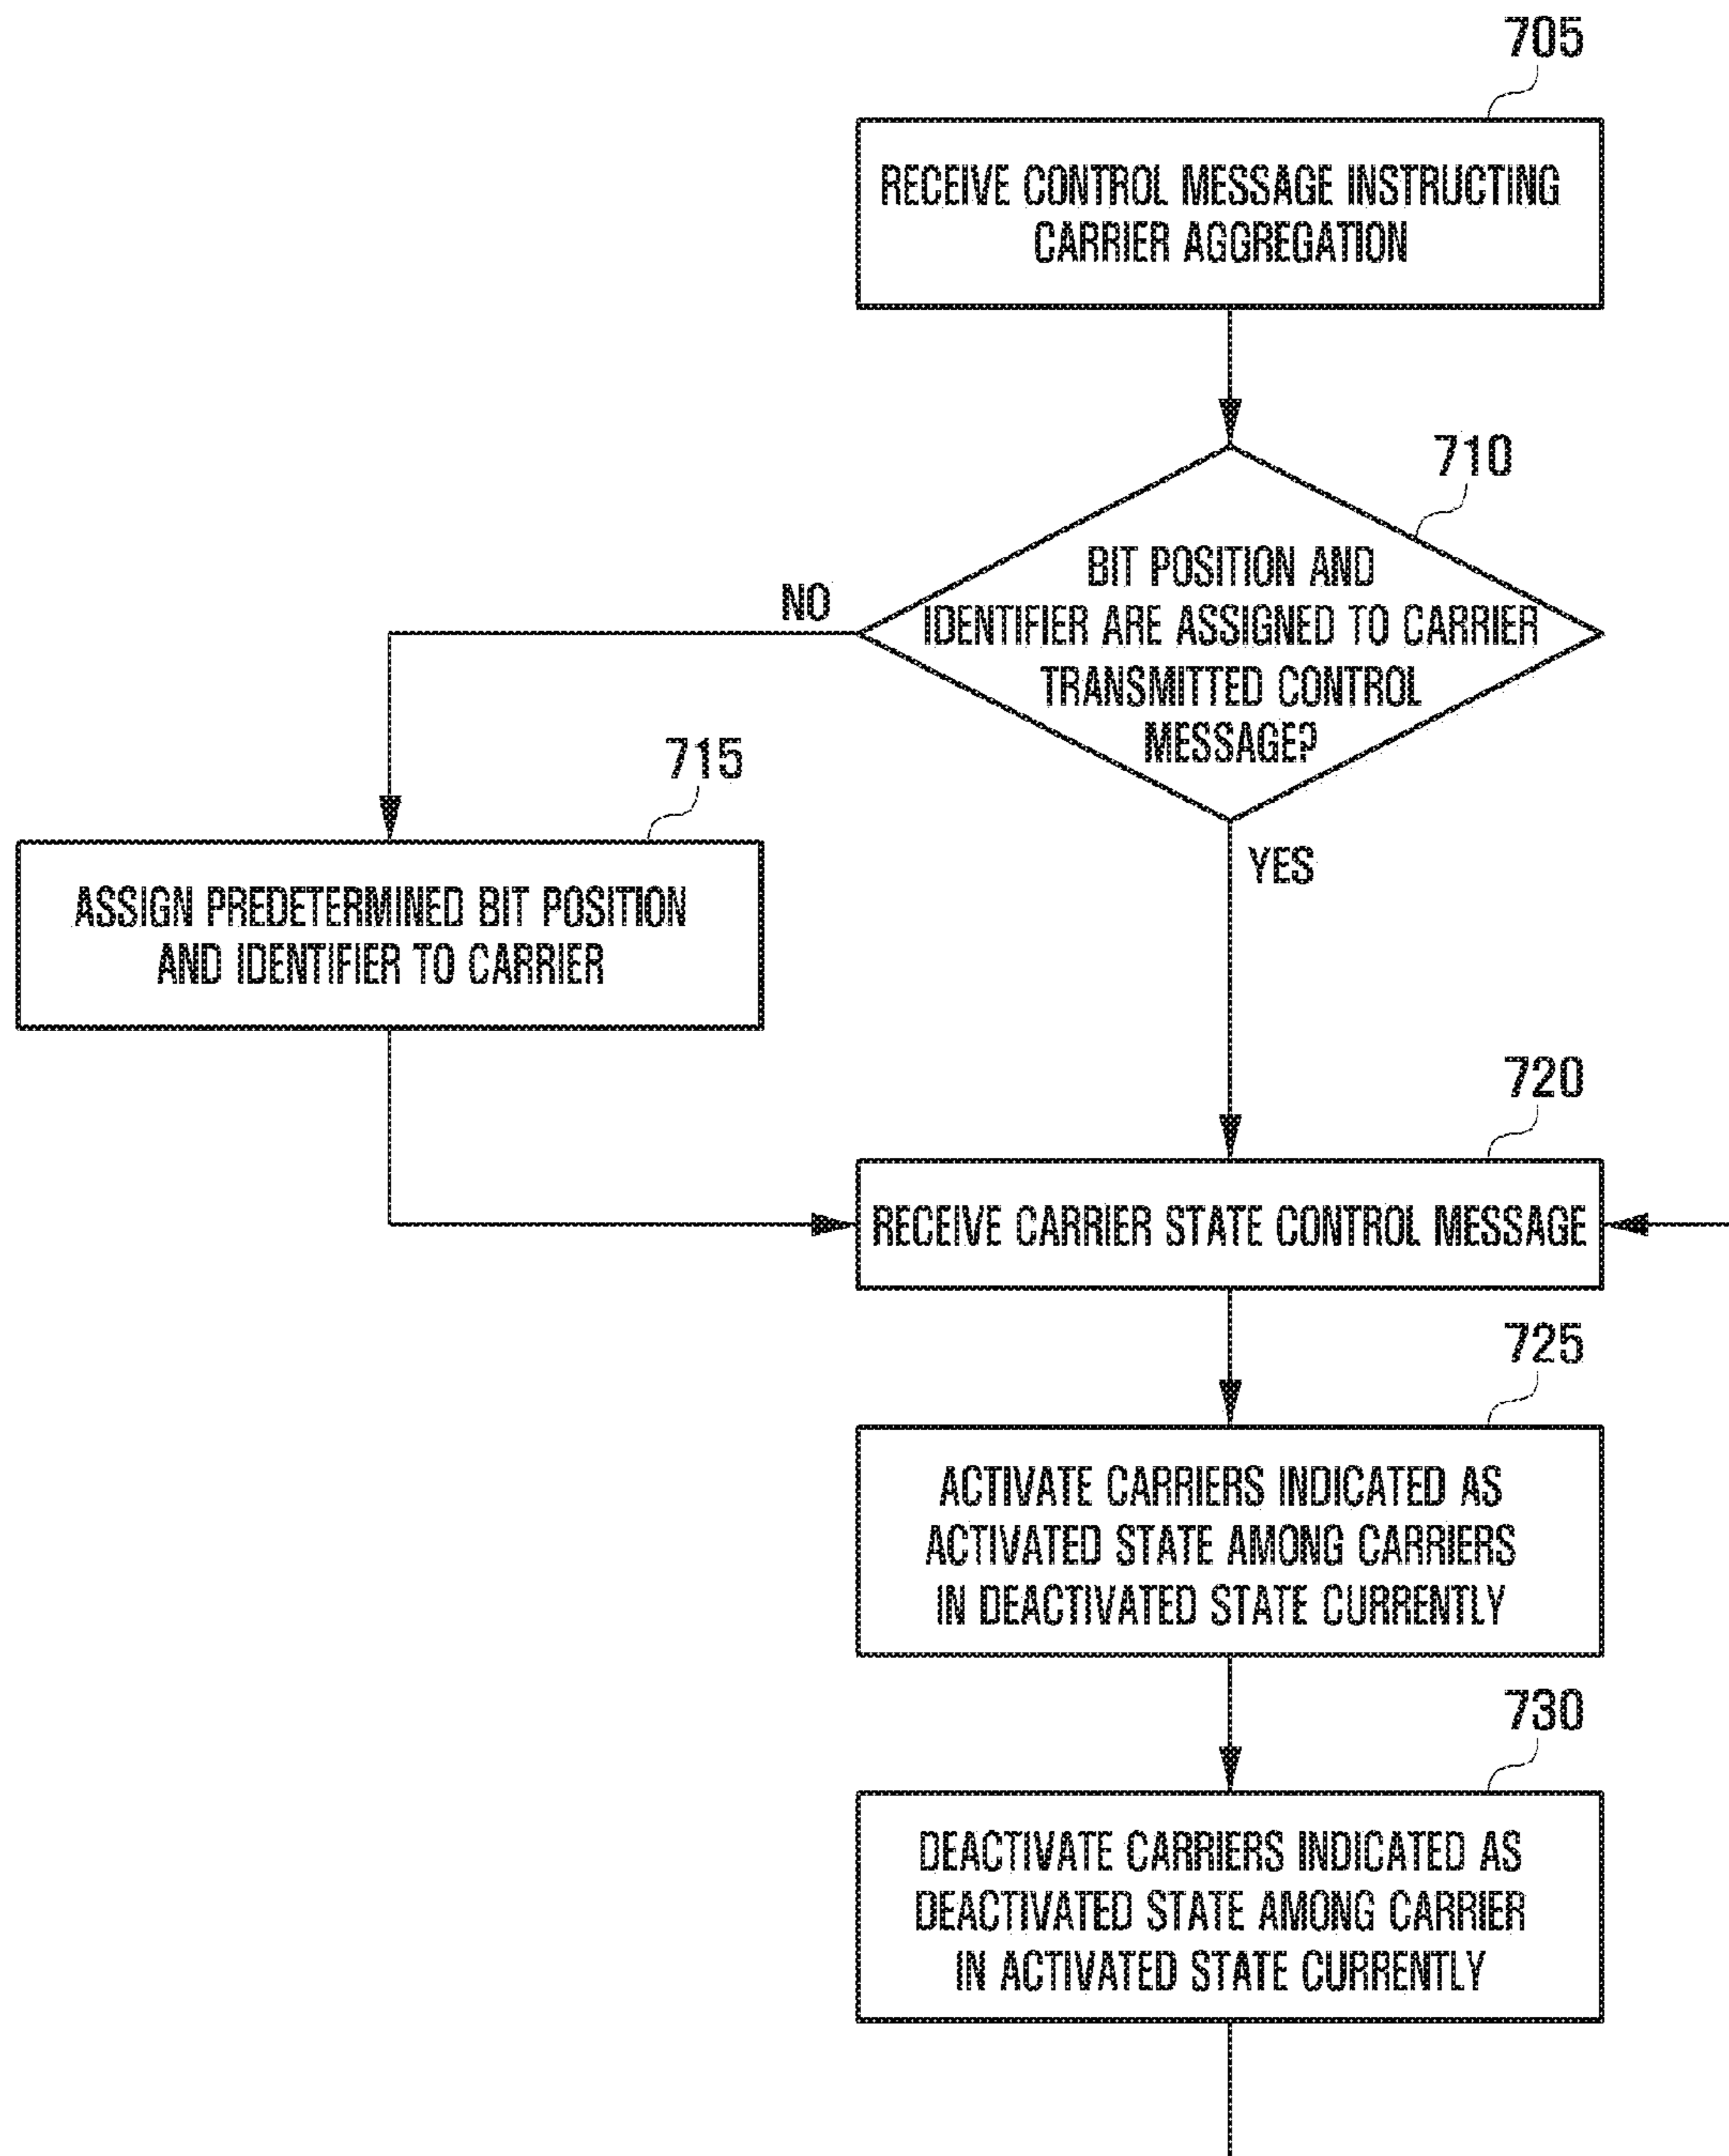 705
RECEIVE CONTROL MESSAGE INSTRUCTING
CARRIER AGGREGATION
710
BIT POSITION AND
IDENTIFIER ARE ASSIGNED TO CARRIER
TRANSMITTED CONTROL
MESSAGE?
NO
YES
715
ASSIGN PREDETERMINED BIT POSITION
AND IDENTIFIER TO CARRIER
720
RECEIVE CARRIER STATE CONTROL MESSAGE
725
ACTIVATE CARRIERS INDICATED AS
ACTIVATED STATE AMONG CARRIERS
IN DEACTIVATED STATE CURRENTLY
730
DEACTIVATE CARRIERS INDICATED AS
DEACTIVATED STATE AMONG CARRIER
IN ACTIVATED STATE CURRENTLY